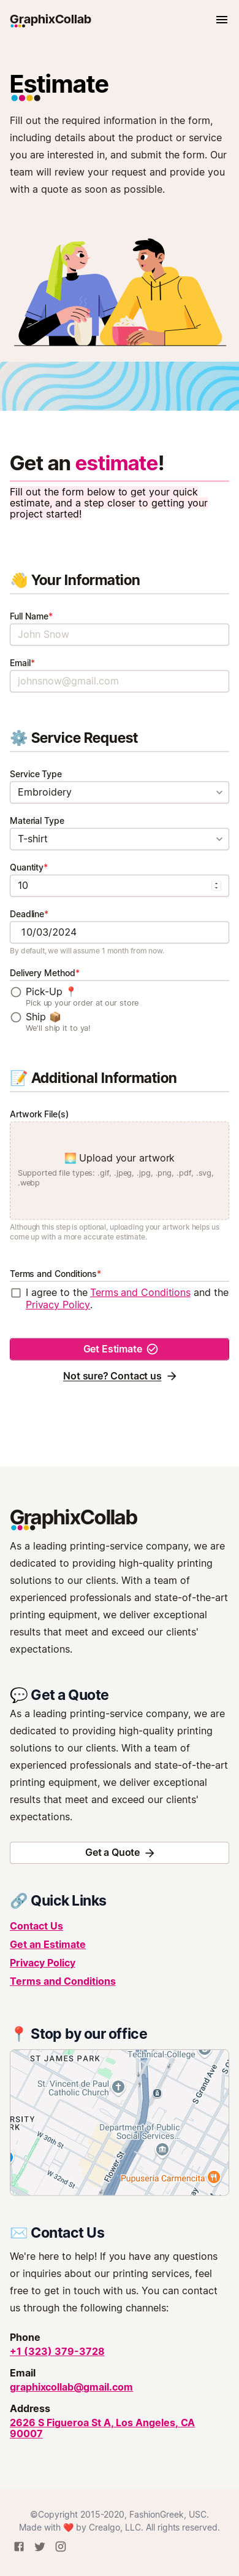 GraphixCollab
Estimate
Fill out the required information in the form,
including details about the product or service
you are interested in, and submit the form. Our
team will review your request and provide you
with a quote as soon as possible.
Get an estimate!
Fill out the form below to get your quick
estimate, and a step closer to getting your
project started!
👋 Your Information
Full Name*
John Snow
Email*
johnsnow@gmail.com
⚙️ Service Request
Service Type
Embroidery
Material Type
T-shirt
Quantity*
10
Deadline*
10/03/2024
By default, we will assume 1 month from now.
Delivery Method*
Pick-Up 📍
Pick up your order at our store
Ship 📦
We'll ship it to yal
📝 Additional Information
Artwork File(s)
🌅 Upload your artwork
Supported file types: .gif, .jpeg, .jpg, .png, .pdf, .svg,
.webp
Although this step is optional, uploading your artwork helps us
come up with a more accurate estimate.
Terms and Conditions*
I agree to the Terms and Conditions and the
Privacy Policy.
Get Estimate
Not sure? Contact us →
GraphixCollab
As a leading printing-service company, we are
dedicated to providing high-quality printing
solutions to our clients. With a team of
experienced professionals and state-of-the-art
printing equipment, we deliver exceptional
results that meet and exceed our clients'
expectations.
💬 Get a Quote
As a leading printing-service company, we are
dedicated to providing high-quality printing
solutions to our clients. With a team of
experienced professionals and state-of-the-art
printing equipment, we deliver exceptional
results that meet and exceed our clients'
expectations.
Get a Quote →
🔗 Quick Links
Contact Us
Get an Estimate
Privacy Policy
Terms and Conditions
📍 Stop by our office
Technical-College
ST JAMES PARK
St. Vincent de Paul
Catholic Church
S Grand Ave
RSITY
RK
Department of Public
Social Services...
W 30th St
Flower St
W 32nd St
Pupuseria Carmencita
✉️ Contact Us
We're here to help! If you have any questions
or inquiries about our printing services, feel
free to get in touch with us. You can contact
us through the following channels:
Phone
+1 (323) 379-3728
Email
graphixcollab@gmail.com
Address
2626 S Figueroa St A, Los Angeles, CA
90007
©Copyright 2015-2020, FashionGreek, USC.
Made with ❤️ by Crealgo, LLC. All rights reserved.